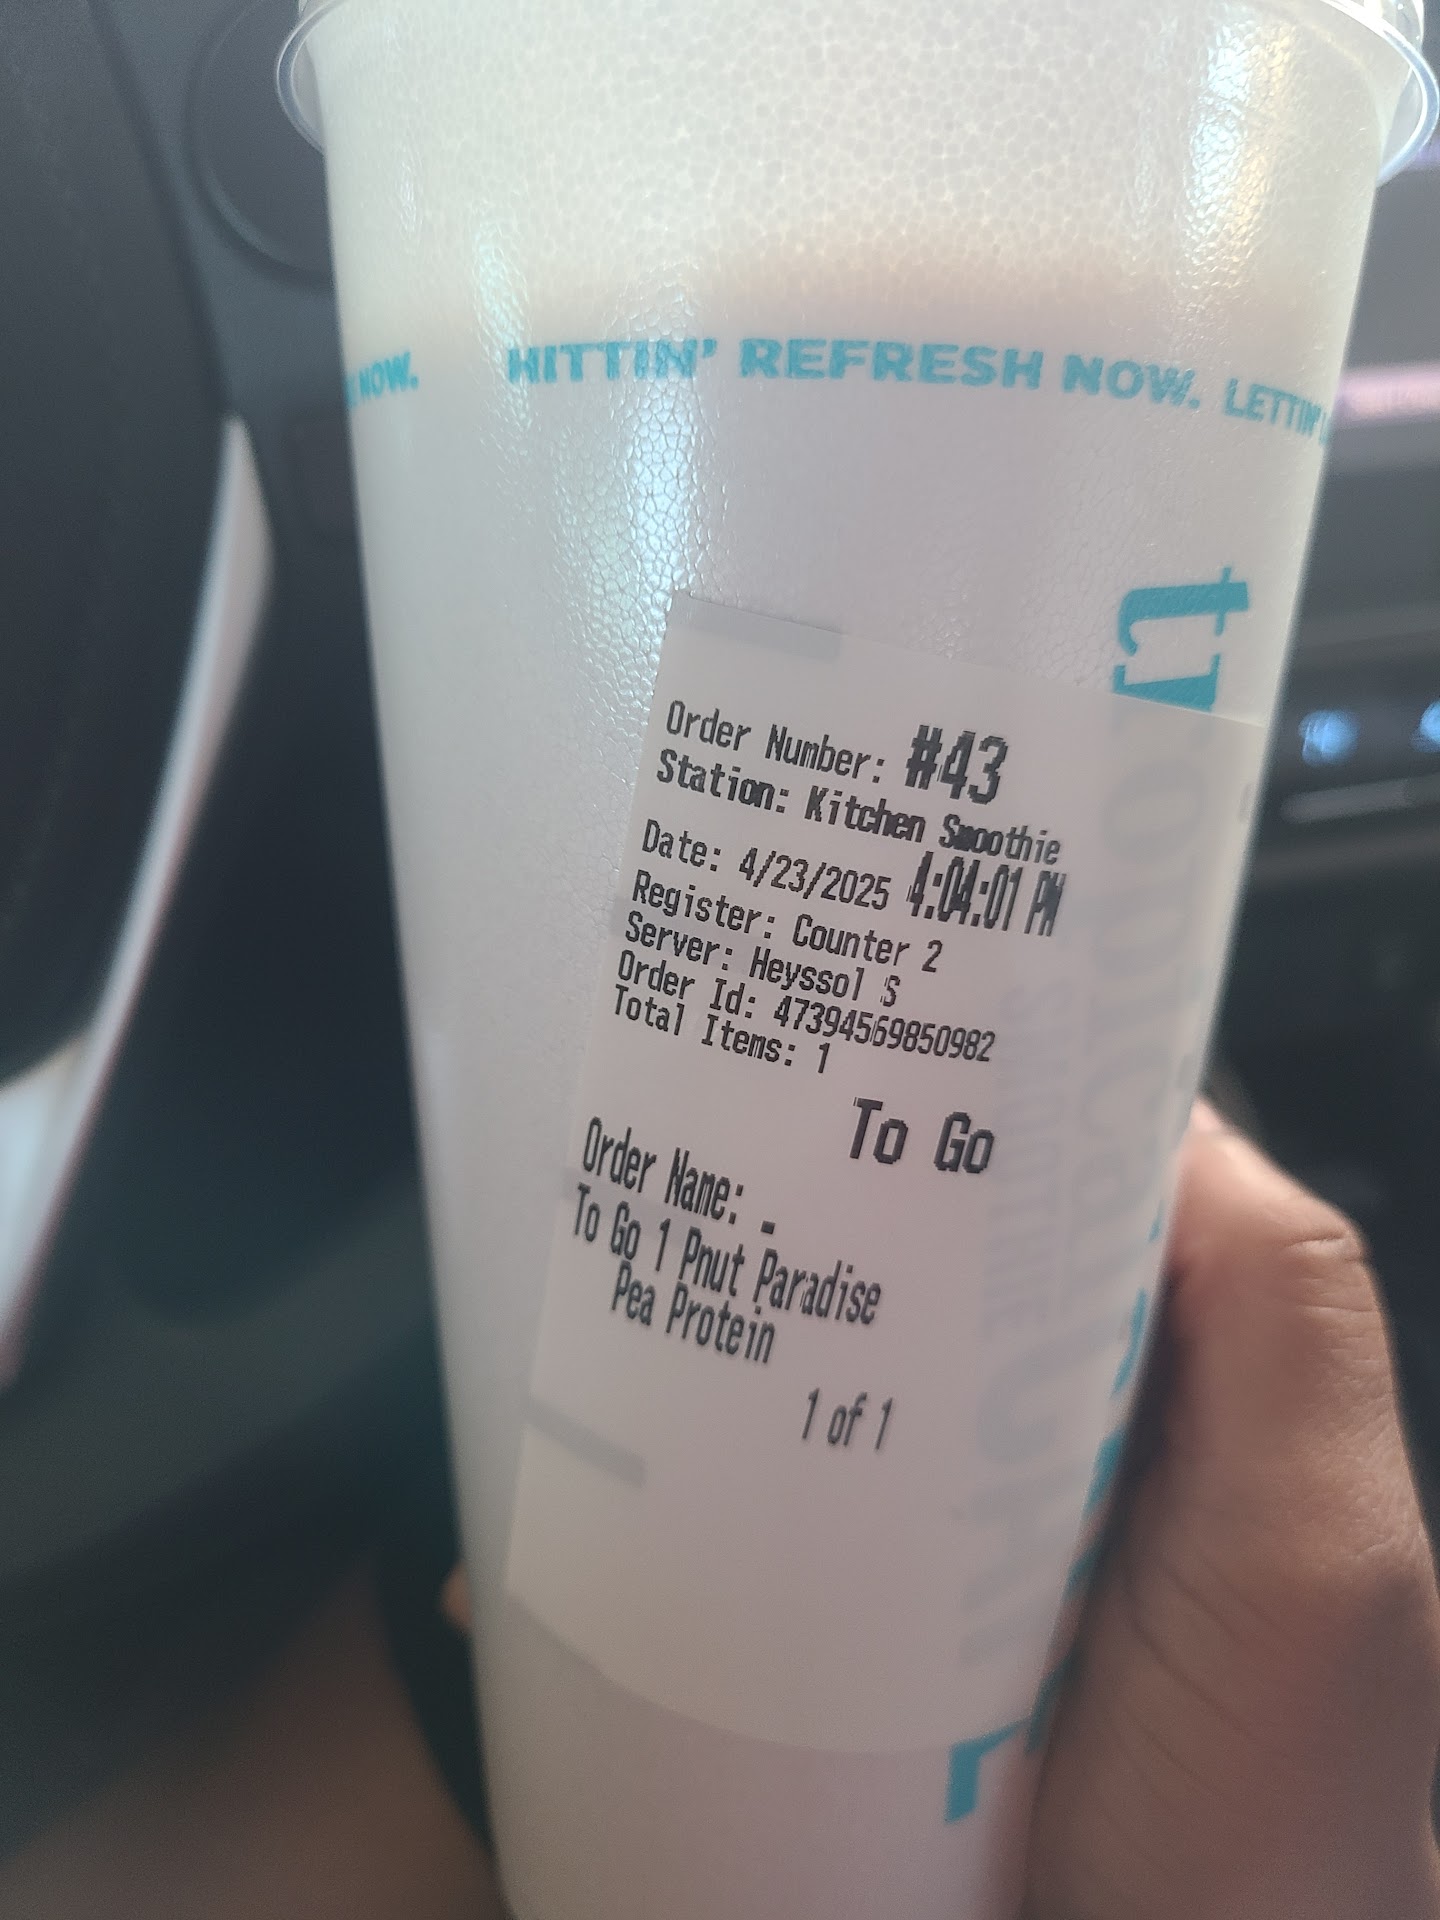 NOW.
HITTIN' REFRESH NOW.
LETTIN'
Order Number: #43
Station: Kitchen Smoothie
Date: 4/23/2025 4:04:01 PM
Register: Counter 2
Server: Heyssol S
Order Id: 47394569850982
Total Items: 1
To Go
Order Name: -
To Go 1 Pnut Paradise
Pea Protein
1 of 1